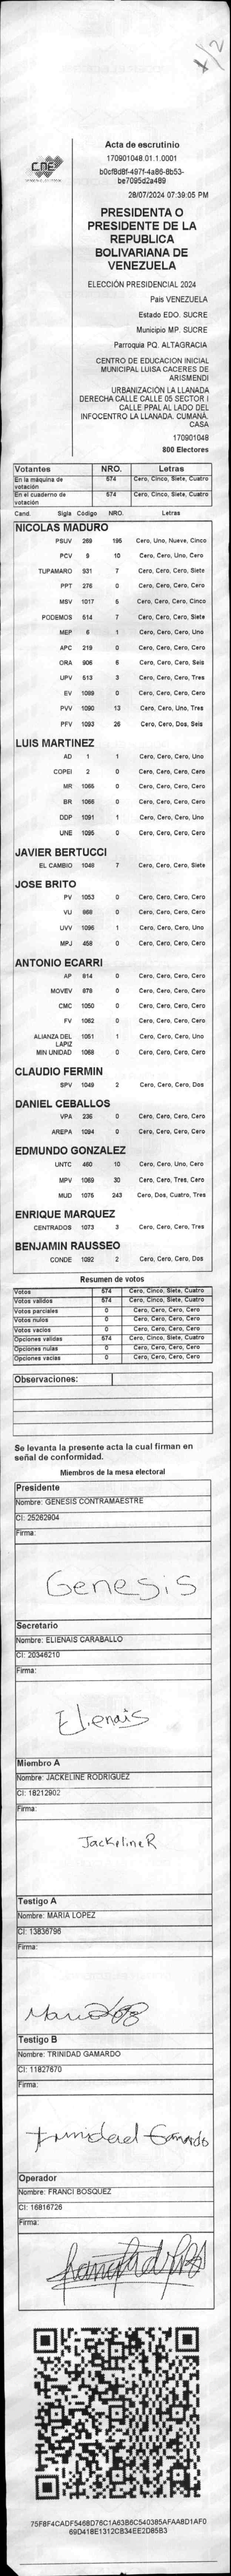 4/2
CNE
Acta de escrutinio
170901048.01.1.0001
b0cf8d8f-497f-4a86-8b53-
be7095d2a489
28/07/2024 07:39:05 PM
PRESIDENTA O
PRESIDENTE DE LA
REPUBLICA
BOLIVARIANA DE
VENEZUELA
ELECCIÓN PRESIDENCIAL 2024
País VENEZUELA
Estado EDO. SUCRE
Municipio MP. SUCRE
Parroquia PQ. ALTAGRACIA
CENTRO DE EDUCACION INICIAL
MUNICIPAL LUISA CACERES DE
ARISMENDI
URBANIZACIÓN LA LLANADA
DERECHA CALLE CALLE 05 SECTOR I
CALLE PPAL AL LADO DEL
INFOCENTRO LA LLANADA. CUMANÁ.
CASA
170901048
800 Electores
Votantes NRO. Letras
En la máquina de votación 574 Cero, Cinco, Siete, Cuatro
En el cuaderno de votación 574 Cero, Cinco, Siete, Cuatro
Cand. Sigla Código NRO. Letras
NICOLAS MADURO
PSUV 269 195 Cero, Uno, Nueve, Cinco
PCV 9 10 Cero, Cero, Uno, Cero
TUPAMARO 931 7 Cero, Cero, Cero, Siete
PPT 276 0 Cero, Cero, Cero, Cero
MSV 1017 5 Cero, Cero, Cero, Cinco
PODEMOS 514 7 Cero, Cero, Cero, Siete
MEP 6 1 Cero, Cero, Cero, Uno
APC 219 0 Cero, Cero, Cero, Cero
ORA 906 6 Cero, Cero, Cero, Seis
UPV 513 3 Cero, Cero, Cero, Tres
EV 1089 0 Cero, Cero, Cero, Cero
PVV 1090 13 Cero, Cero, Uno, Tres
PFV 1093 26 Cero, Cero, Dos, Seis
LUIS MARTINEZ
AD 1 1 Cero, Cero, Cero, Uno
COPEI 2 0 Cero, Cero, Cero, Cero
MR 1065 0 Cero, Cero, Cero, Cero
BR 1066 0 Cero, Cero, Cero, Cero
DDP 1091 1 Cero, Cero, Cero, Uno
UNE 1095 0 Cero, Cero, Cero, Cero
JAVIER BERTUCCI
EL CAMBIO 1048 7 Cero, Cero, Cero, Siete
JOSE BRITO
PV 1053 0 Cero, Cero, Cero, Cero
VU 868 0 Cero, Cero, Cero, Cero
UVV 1096 1 Cero, Cero, Cero, Uno
MPJ 458 0 Cero, Cero, Cero, Cero
ANTONIO ECARRI
AP 814 0 Cero, Cero, Cero, Cero
MOVEV 878 0 Cero, Cero, Cero, Cero
CMC 1050 0 Cero, Cero, Cero, Cero
FV 1062 0 Cero, Cero, Cero, Cero
ALIANZA DEL LAPIZ 1051 1 Cero, Cero, Cero, Uno
MIN UNIDAD 1068 0 Cero, Cero, Cero, Cero
CLAUDIO FERMIN
SPV 1049 2 Cero, Cero, Cero, Dos
DANIEL CEBALLOS
VPA 236 0 Cero, Cero, Cero, Cero
AREPA 1094 0 Cero, Cero, Cero, Cero
EDMUNDO GONZALEZ
UNTC 460 10 Cero, Cero, Uno, Cero
MPV 1069 30 Cero, Cero, Tres, Cero
MUD 1075 243 Cero, Dos, Cuatro, Tres
ENRIQUE MARQUEZ
CENTRADOS 1073 3 Cero, Cero, Cero, Tres
BENJAMIN RAUSSEO
CONDE 1092 2 Cero, Cero, Cero, Dos
Resumen de votos
Votos 574 Cero, Cinco, Siete, Cuatro
Votos validos 574 Cero, Cinco, Siete, Cuatro
Votos parciales 0 Cero, Cero, Cero, Cero
Votos nulos 0 Cero, Cero, Cero, Cero
Votos vacios 0 Cero, Cero, Cero, Cero
Opciones validas 574 Cero, Cinco, Siete, Cuatro
Opciones nulas 0 Cero, Cero, Cero, Cero
Opciones vacias 0 Cero, Cero, Cero, Cero
Observaciones:
Se levanta la presente acta la cual firman en
señal de conformidad.
Miembros de la mesa electoral
Presidente
Nombre: GENESIS CONTRAMAESTRE
CI: 25262904
Firma:
Genesis
Secretario
Nombre: ELIENAIS CARABALLO
CI: 20346210
Firma:
Elienais
Miembro A
Nombre: JACKELINE RODRIGUEZ
CI: 18212902
Firma:
Jackeline R
Testigo A
Nombre: MARIA LOPEZ
CI: 13836796
Firma:
Testigo B
Nombre: TRINIDAD GAMARDO
CI: 11827670
Firma:
Trinidad Gamardo
Operador
Nombre: FRANCI BOSQUEZ
CI: 16816726
Firma:
75F8F4CADF5468D76C1A63B6C540385AFAA8D1AF0
69D418E1312CB34EE2D85B3